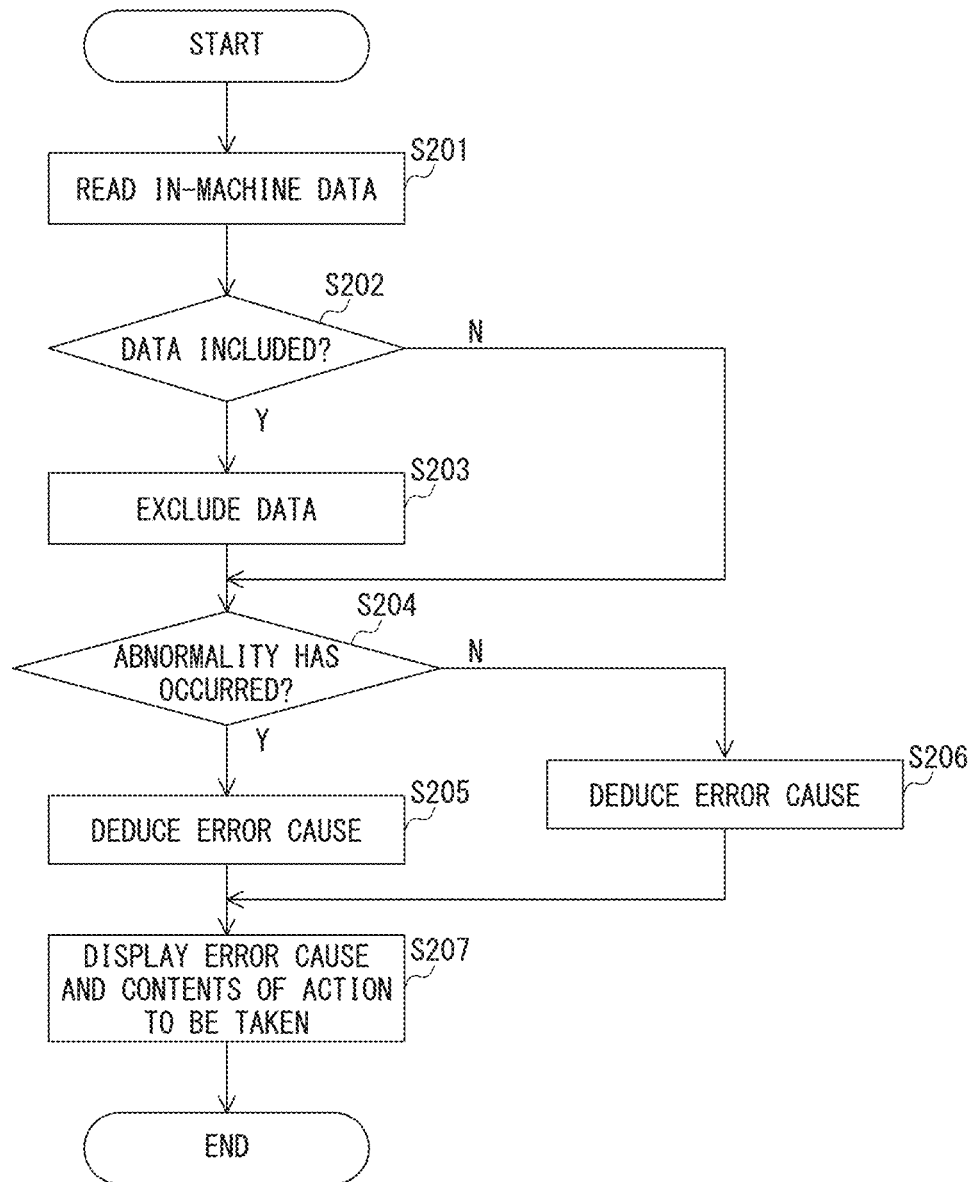 START
S201
READ IN-MACHINE DATA
S202
DATA INCLUDED?
N
Y
S203
EXCLUDE DATA
S204
ABNORMALITY HAS
OCCURRED?
N
Y
S205
DEDUCE ERROR CAUSE
S206
DEDUCE ERROR CAUSE
S207
DISPLAY ERROR CAUSE
AND CONTENTS OF ACTION
TO BE TAKEN
END